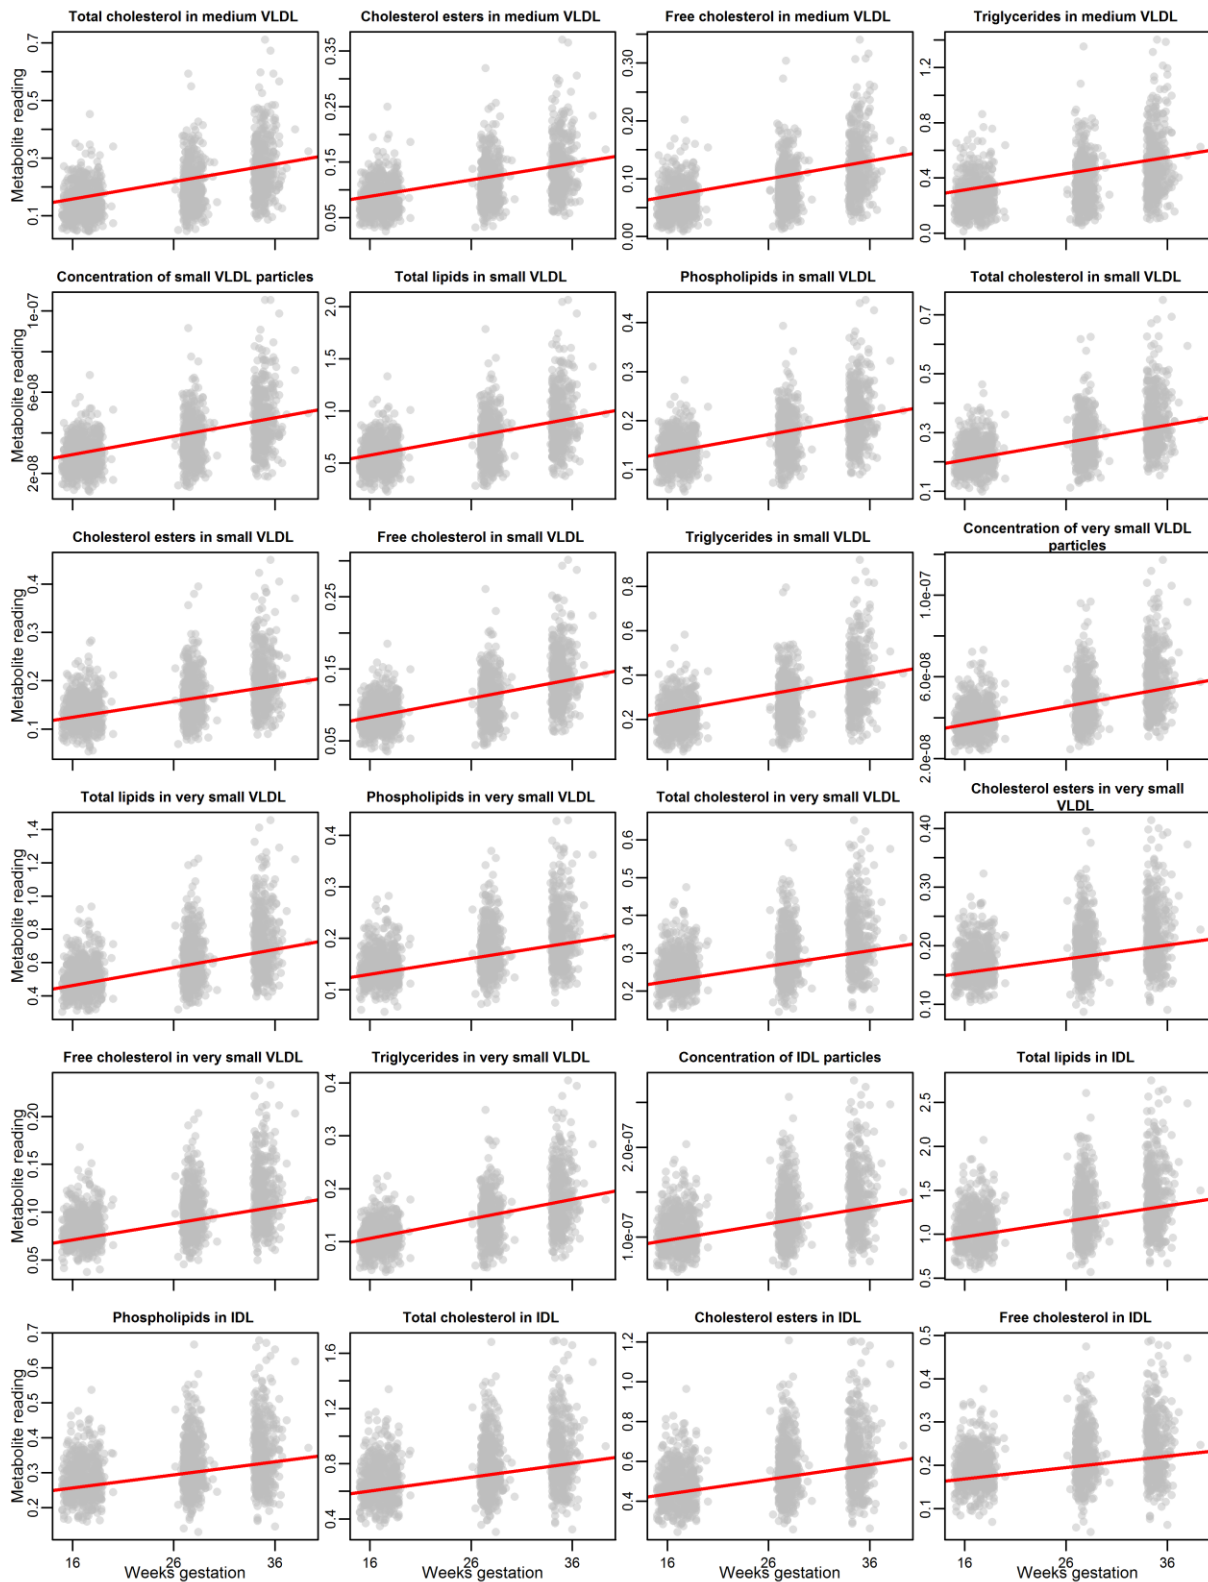 Total cholesterol in medium VLDL
Cholesterol esters in medium VLDL
Free cholesterol in medium VLDL
Triglycerides in medium VLDL
Metabolite reading
0.1 0.3 0.5 0.7
0.05 0.15 0.25 0.35
0.00 0.10 0.20 0.30
0.0 0.4 0.8 1.2
Concentration of small VLDL particles
Total lipids in small VLDL
Phospholipids in small VLDL
Total cholesterol in small VLDL
Metabolite reading
2e-08 6e-08 1e-07
0.5 1.0 1.5 2.0
0.1 0.2 0.3 0.4
0.1 0.3 0.5 0.7
Cholesterol esters in small VLDL
Free cholesterol in small VLDL
Triglycerides in small VLDL
Concentration of very small VLDL
particles
Metabolite reading
0.1 0.2 0.3 0.4
0.05 0.15 0.25
0.2 0.4 0.6 0.8
2.0e-08 6.0e-08 1.0e-07
Total lipids in very small VLDL
Phospholipids in very small VLDL
Total cholesterol in very small VLDL
Cholesterol esters in very small
VLDL
Metabolite reading
0.4 0.6 0.8 1.0 1.2 1.4
0.1 0.2 0.3 0.4
0.2 0.3 0.4 0.5 0.6
0.10 0.20 0.30 0.40
Free cholesterol in very small VLDL
Triglycerides in very small VLDL
Concentration of IDL particles
Total lipids in IDL
Metabolite reading
0.05 0.10 0.15 0.20
0.1 0.2 0.3 0.4
1.0e-07 2.0e-07
0.5 1.0 1.5 2.0 2.5
Phospholipids in IDL
Total cholesterol in IDL
Cholesterol esters in IDL
Free cholesterol in IDL
Metabolite reading
0.2 0.3 0.4 0.5 0.6 0.7
0.4 0.8 1.2 1.6
0.4 0.6 0.8 1.0 1.2
0.1 0.2 0.3 0.4 0.5
16 26 36
16 26 36
16 26 36
16 26 36
Weeks gestation
Weeks gestation
Weeks gestation
Weeks gestation